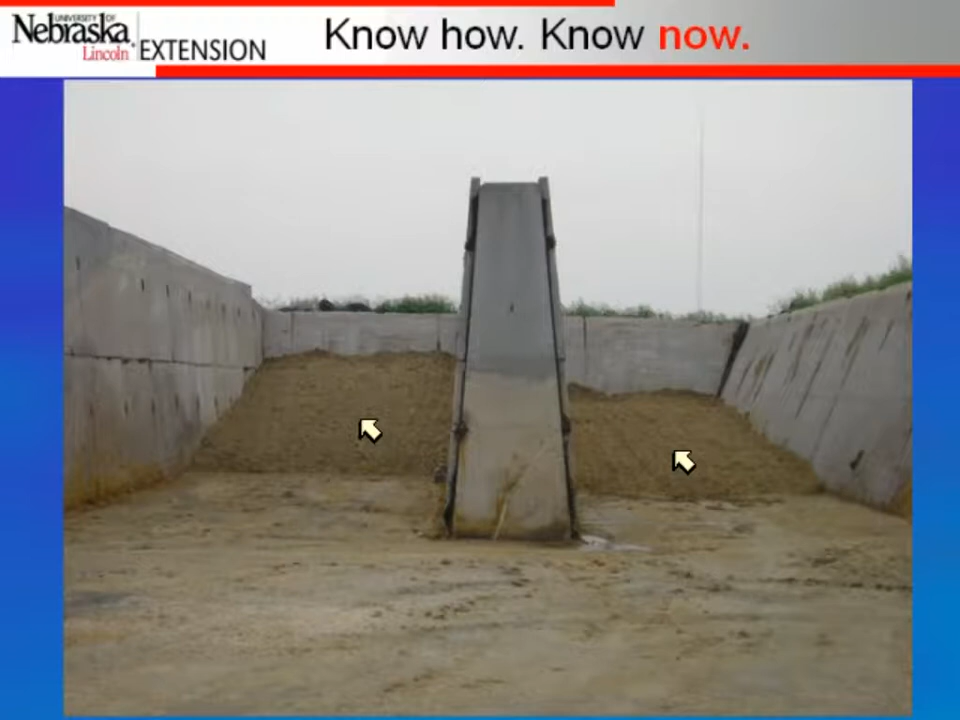 UNIVERSITY OF
Nebraska
Lincoln
EXTENSION
Know how. Know now.